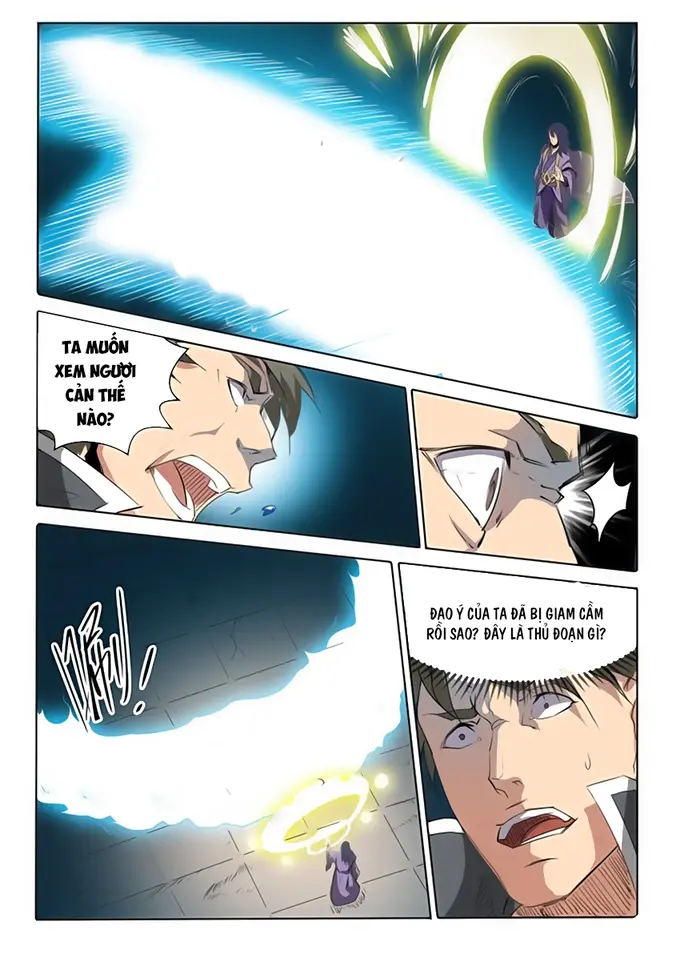 TA MUỐN
XEM NGƯƠI
CẢN THẾ
NÀO?
ĐẠO Ý CỦA TA ĐÃ BỊ GIAM CẦM
RỒI SAO? ĐÂY LÀ THỦ ĐOẠN GÌ?